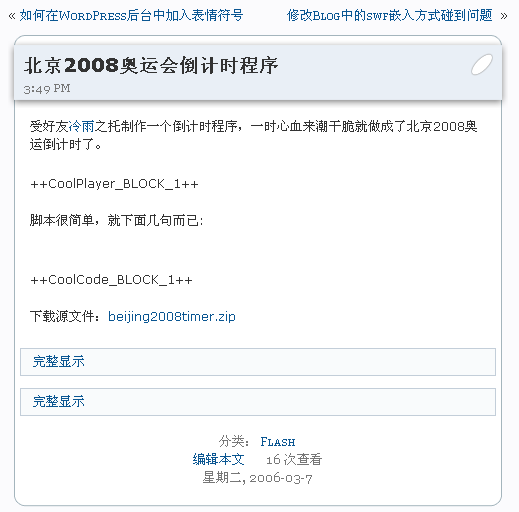 « 如何在WordPress后台中加入表情符号 修改Blog中的swf嵌入方式碰到问题 »
北京2008奥运会倒计时程序
3:49 PM
受好友冷雨之托制作一个倒计时程序，一时心血来潮干脆就做成了北京2008奥
运倒计时了。
++CoolPlayer_BLOCK_1++
脚本很简单，就下面几句而已:
++CoolCode_BLOCK_1++
下载源文件：beijing2008timer.zip
完整显示
完整显示
分类： Flash
编辑本文 16 次查看
星期二, 2006-03-7